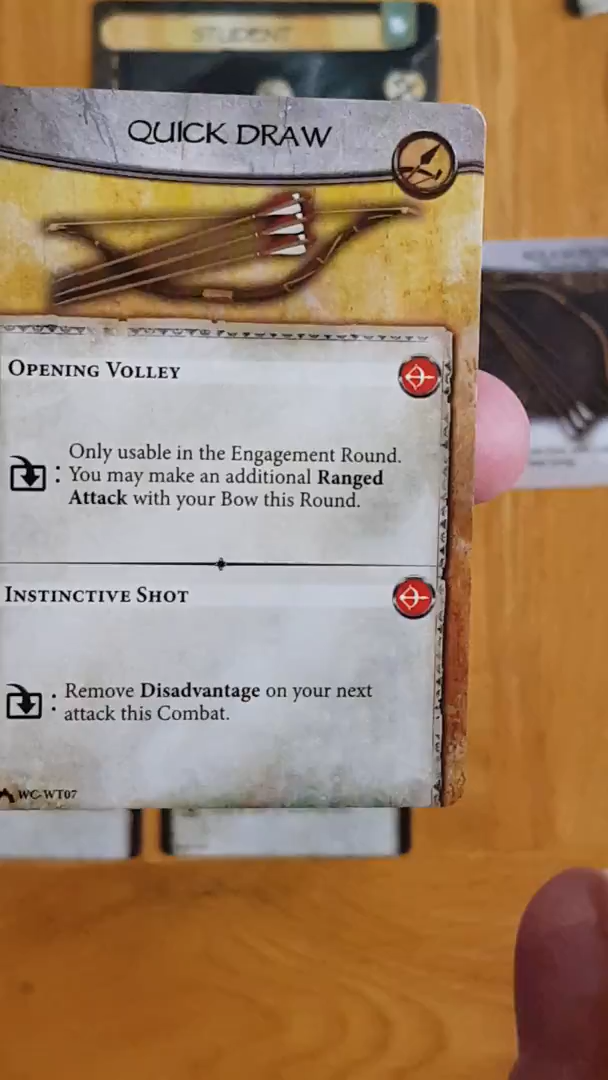 STUDENT
QUICK DRAW
OPENING VOLLEY
: Only usable in the Engagement Round.
You may make an additional Ranged
Attack with your Bow this Round.
INSTINCTIVE SHOT
: Remove Disadvantage on your next
attack this Combat.
WC-WT07